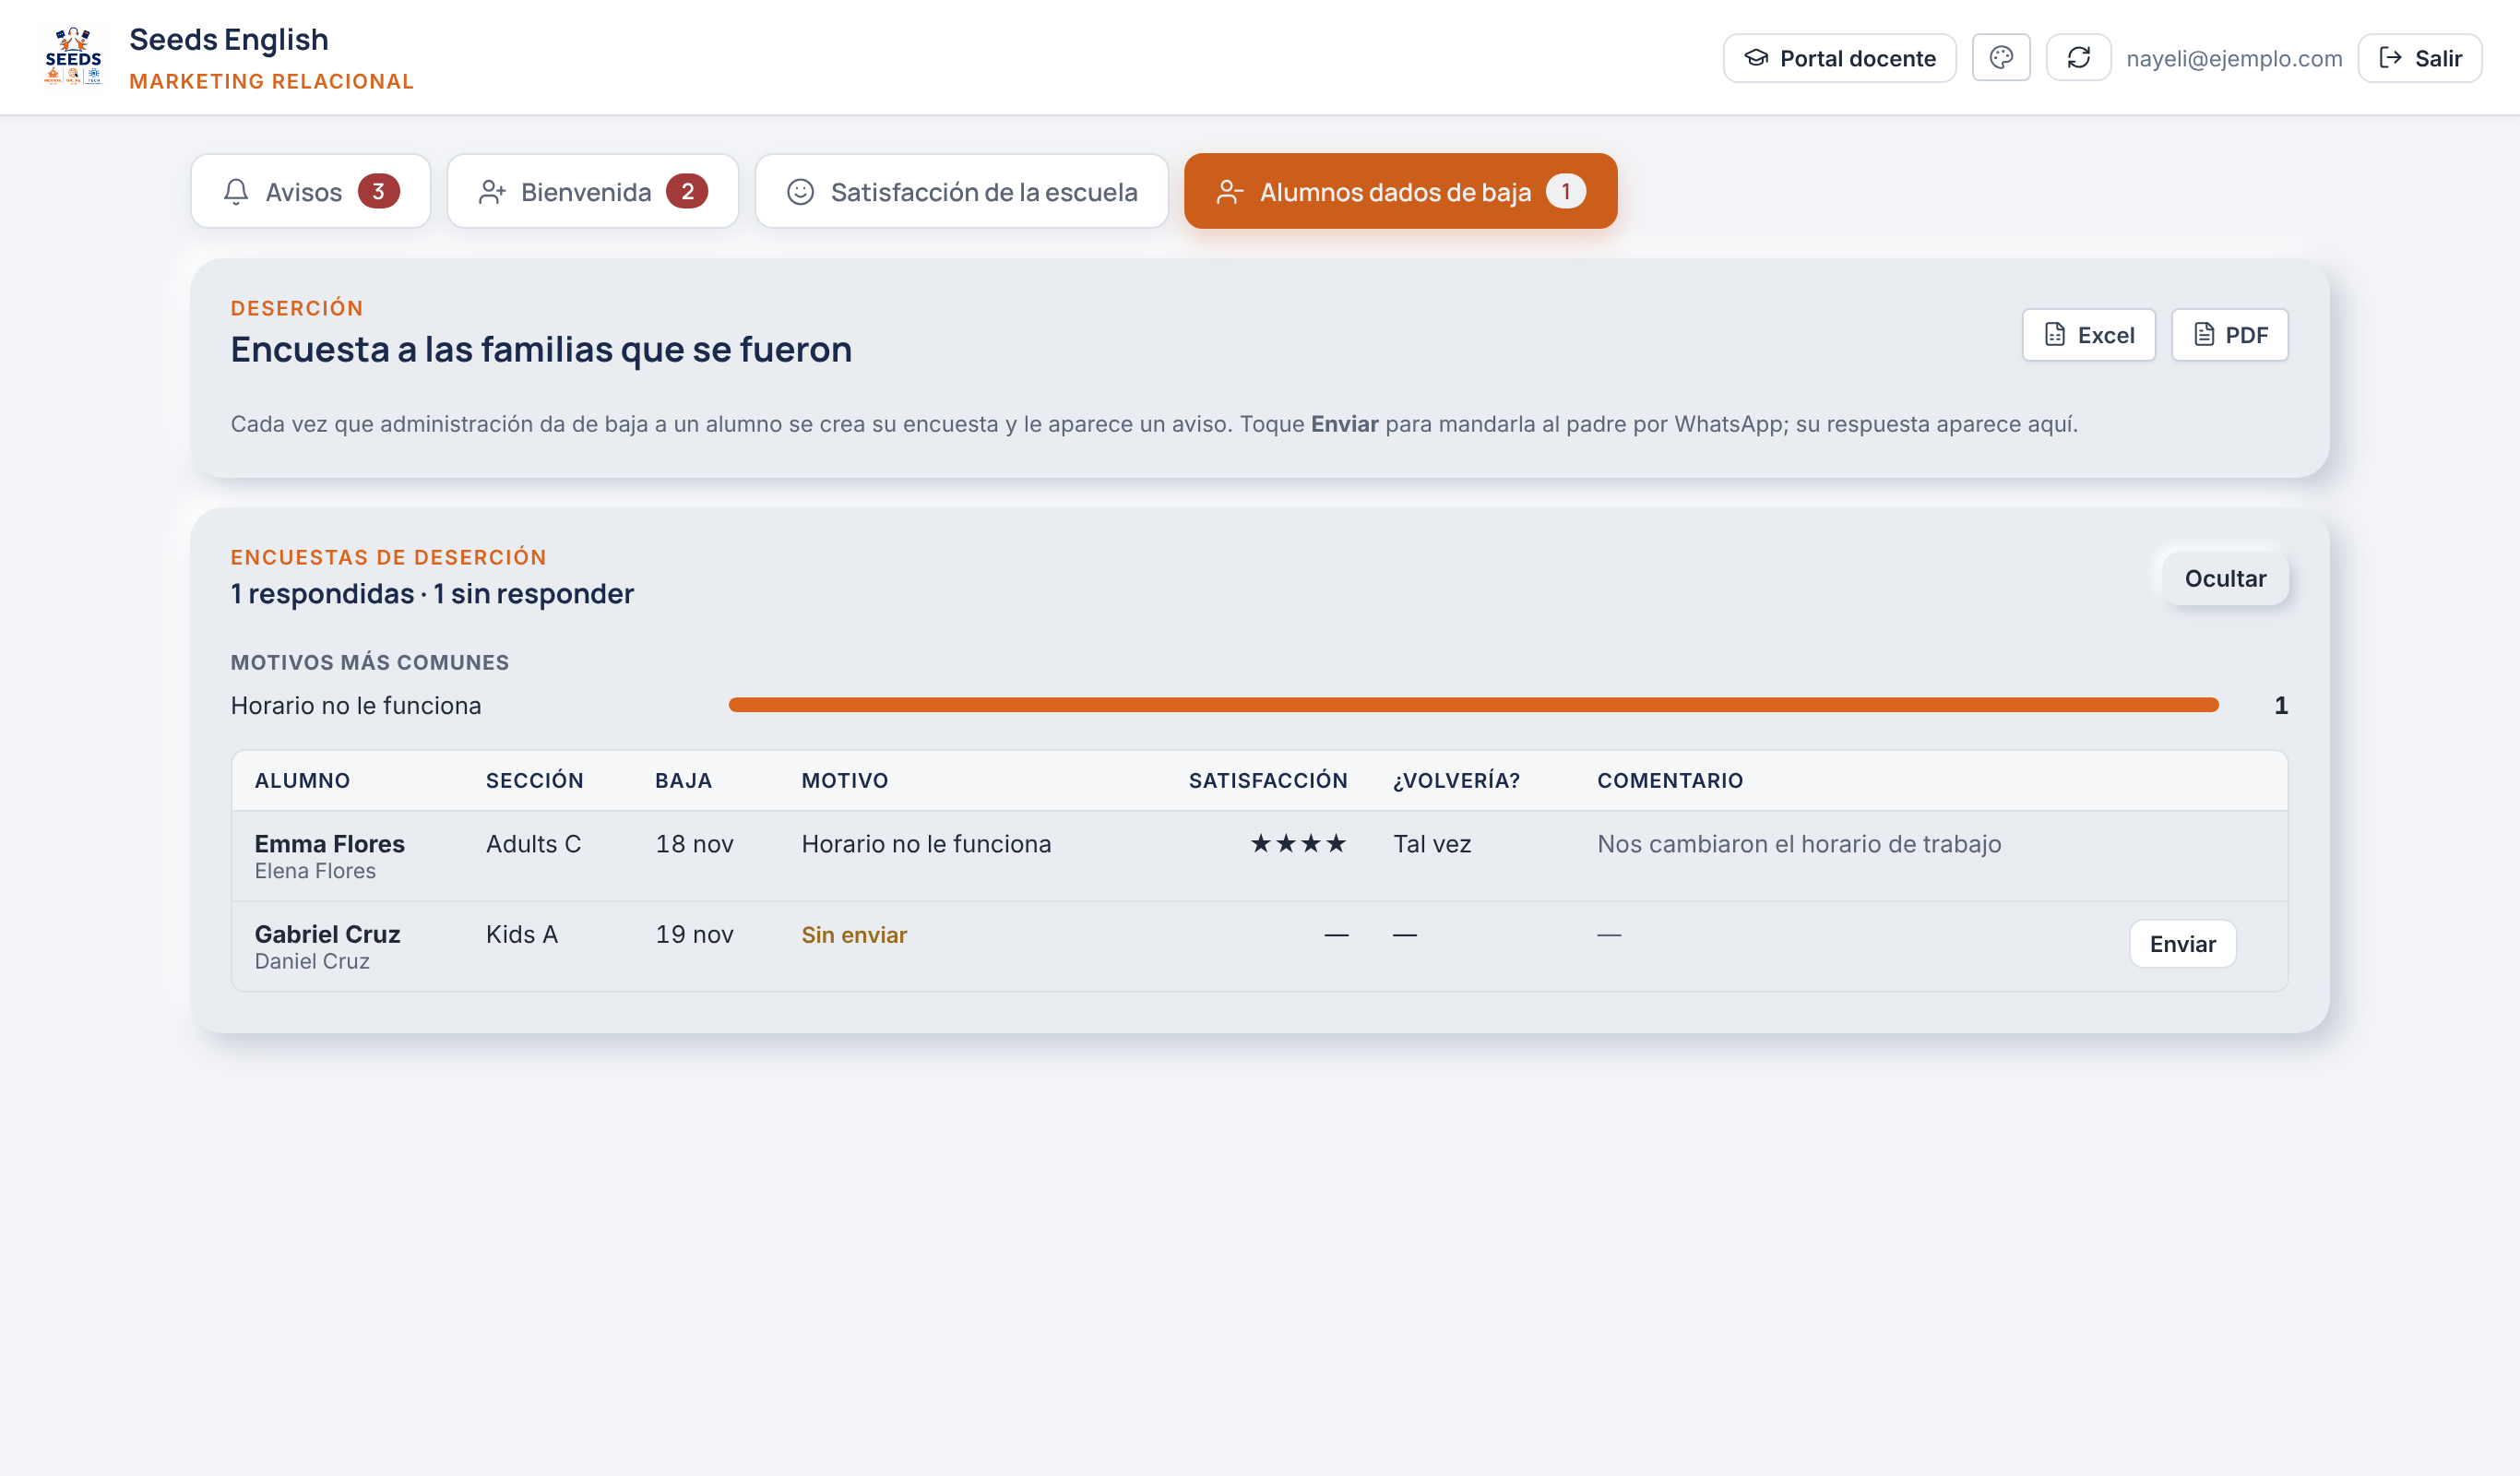 SEEDS
Seeds English
MARKETING RELACIONAL
Portal docente
nayeli@ejemplo.com
Salir
Avisos 3
Bienvenida 2
Satisfacción de la escuela
Alumnos dados de baja 1
DESERCIÓN
Encuesta a las familias que se fueron
Excel
PDF
Cada vez que administración da de baja a un alumno se crea su encuesta y le aparece un aviso. Toque Enviar para mandarla al padre por WhatsApp; su respuesta aparece aquí.
ENCUESTAS DE DESERCIÓN
1 respondidas · 1 sin responder
Ocultar
MOTIVOS MÁS COMUNES
Horario no le funciona 1
ALUMNO SECCIÓN BAJA MOTIVO SATISFACCIÓN ¿VOLVERÍA? COMENTARIO
Emma Flores Adults C 18 nov Horario no le funciona ★★★★ Tal vez Nos cambiaron el horario de trabajo
Elena Flores
Gabriel Cruz Kids A 19 nov Sin enviar — — — Enviar
Daniel Cruz